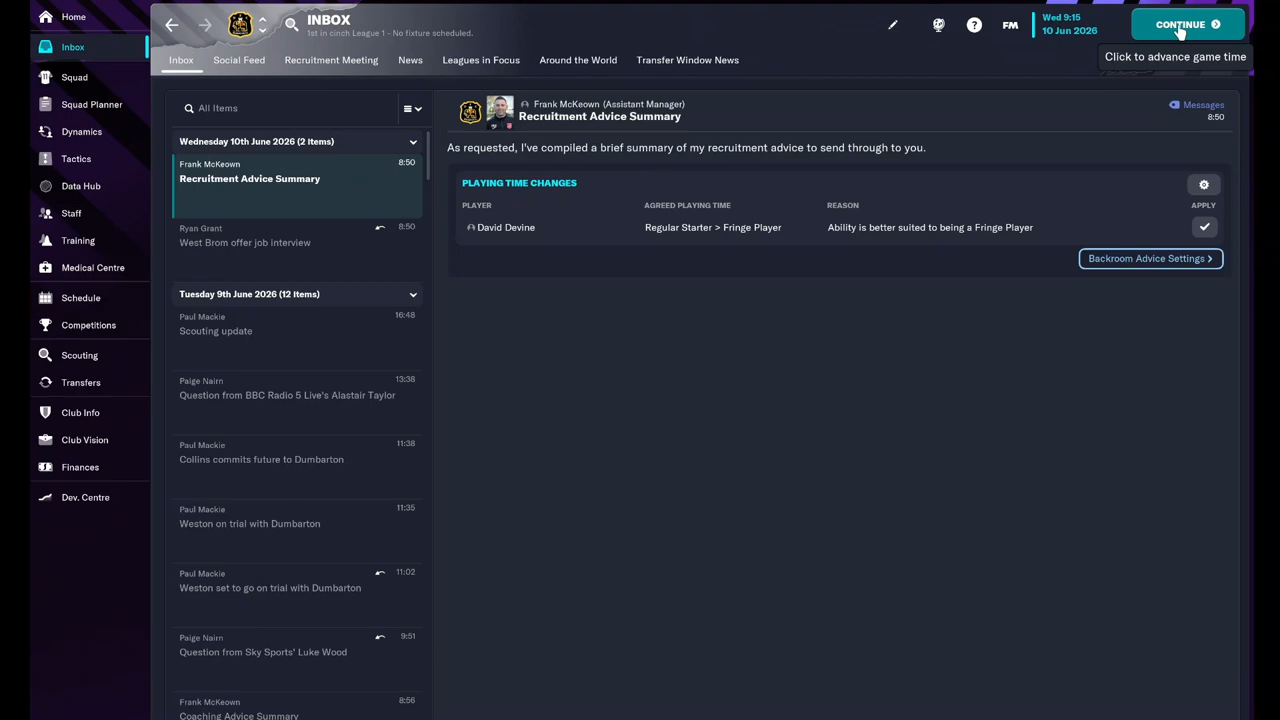 Home
Inbox
Squad
Squad Planner
Dynamics
Tactics
Data Hub
Staff
Training
Medical Centre
Schedule
Competitions
Scouting
Transfers
Club Info
Club Vision
Finances
Dev. Centre
INBOX
1st in cinch League 1 - No fixture scheduled.
FM
Wed 9:15
10 Jun 2026
CONTINUE
Click to advance game time
Inbox
Social Feed
Recruitment Meeting
News
Leagues in Focus
Around the World
Transfer Window News
All Items
Wednesday 10th June 2026 (2 Items)
Frank McKeown 8:50
Recruitment Advice Summary
Ryan Grant 8:50
West Brom offer job interview
Tuesday 9th June 2026 (12 Items)
Paul Mackie 16:48
Scouting update
Paige Nairn 13:38
Question from BBC Radio 5 Live's Alastair Taylor
Paul Mackie 11:38
Collins commits future to Dumbarton
Paul Mackie 11:35
Weston on trial with Dumbarton
Paul Mackie 11:02
Weston set to go on trial with Dumbarton
Paige Nairn 9:51
Question from Sky Sports' Luke Wood
Frank McKeown 8:56
Coaching Advice Summary
Frank McKeown (Assistant Manager)
Recruitment Advice Summary
Messages
8:50
As requested, I've compiled a brief summary of my recruitment advice to send through to you.
PLAYING TIME CHANGES
PLAYER AGREED PLAYING TIME REASON APPLY
David Devine Regular Starter > Fringe Player Ability is better suited to being a Fringe Player
Backroom Advice Settings >